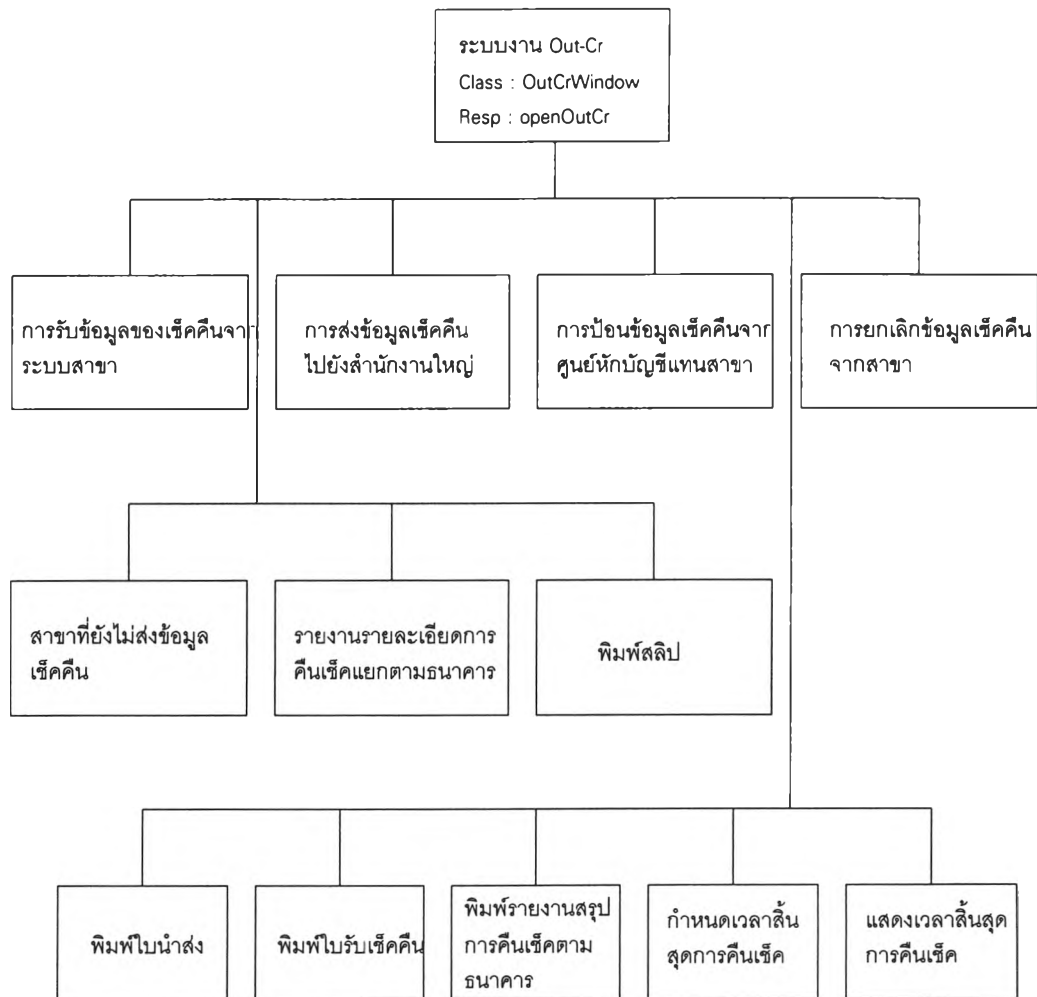 ระบบงาน Out-Cr
Class : OutCrWindow
Resp : openOutCr
การรับข้อมูลของเช็คคืนจาก
ระบบสาขา
การส่งข้อมูลเช็คคืน
ไปยังสำนักงานใหญ่
การป้อนข้อมูลเช็คคืนจาก
ศูนย์หักบัญชีแทนสาขา
การยกเลิกข้อมูลเช็คคืน
จากสาขา
สาขาที่ยังไม่ส่งข้อมูล
เช็คคืน
รายงานรายละเอียดการ
คืนเช็คแยกตามธนาคาร
พิมพ์สลิป
พิมพ์ใบนำส่ง
พิมพ์ใบรับเช็คคืน
พิมพ์รายงานสรุป
การคืนเช็คตาม
ธนาคาร
กำหนดเวลาสิ้น
สุดการคืนเช็ค
แสดงเวลาสิ้นสุด
การคืนเช็ค